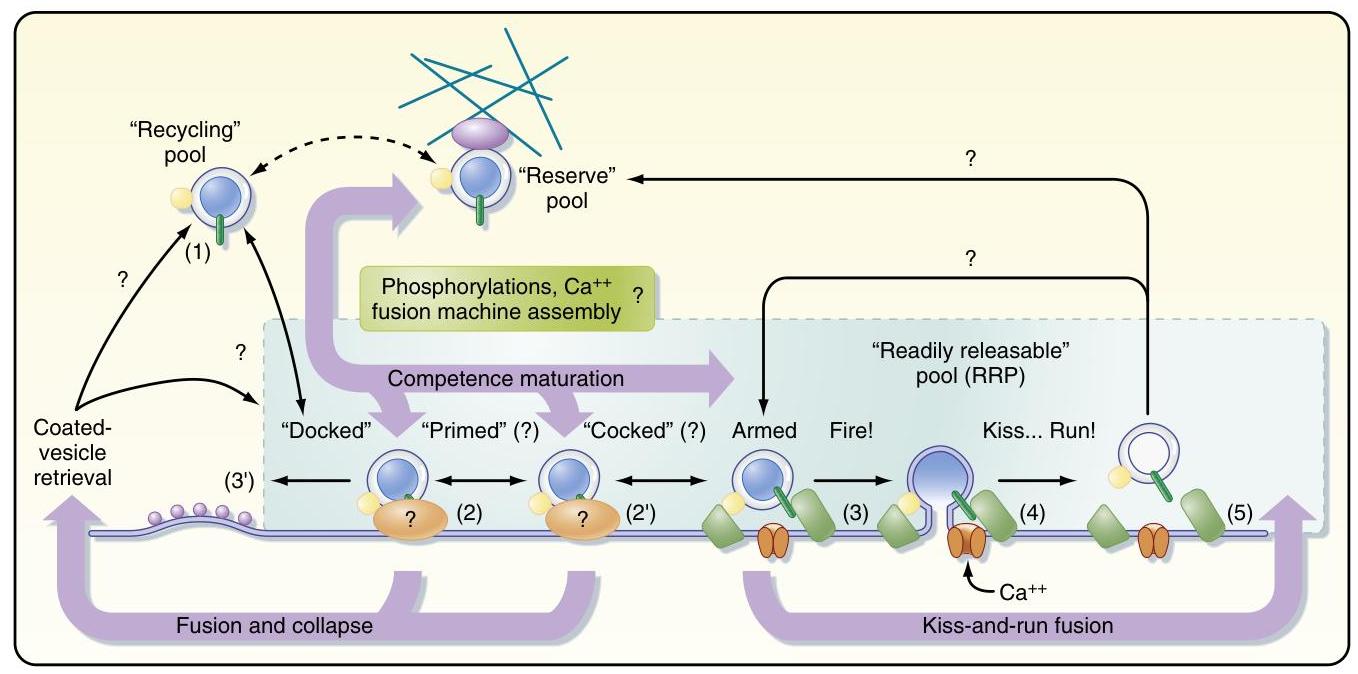 “Recycling”
pool
“Reserve”
pool
?
(1)
?
?
Phosphorylations, Ca++
fusion machine assembly ?
?
“Readily releasable”
pool (RRP)
Competence maturation
Coated-
vesicle
retrieval
“Docked”
“Primed” (?)
“Cocked” (?)
Armed
Fire!
Kiss... Run!
(3')
?
(2)
?
(2')
(3)
(4)
(5)
Ca++
Fusion and collapse
Kiss-and-run fusion